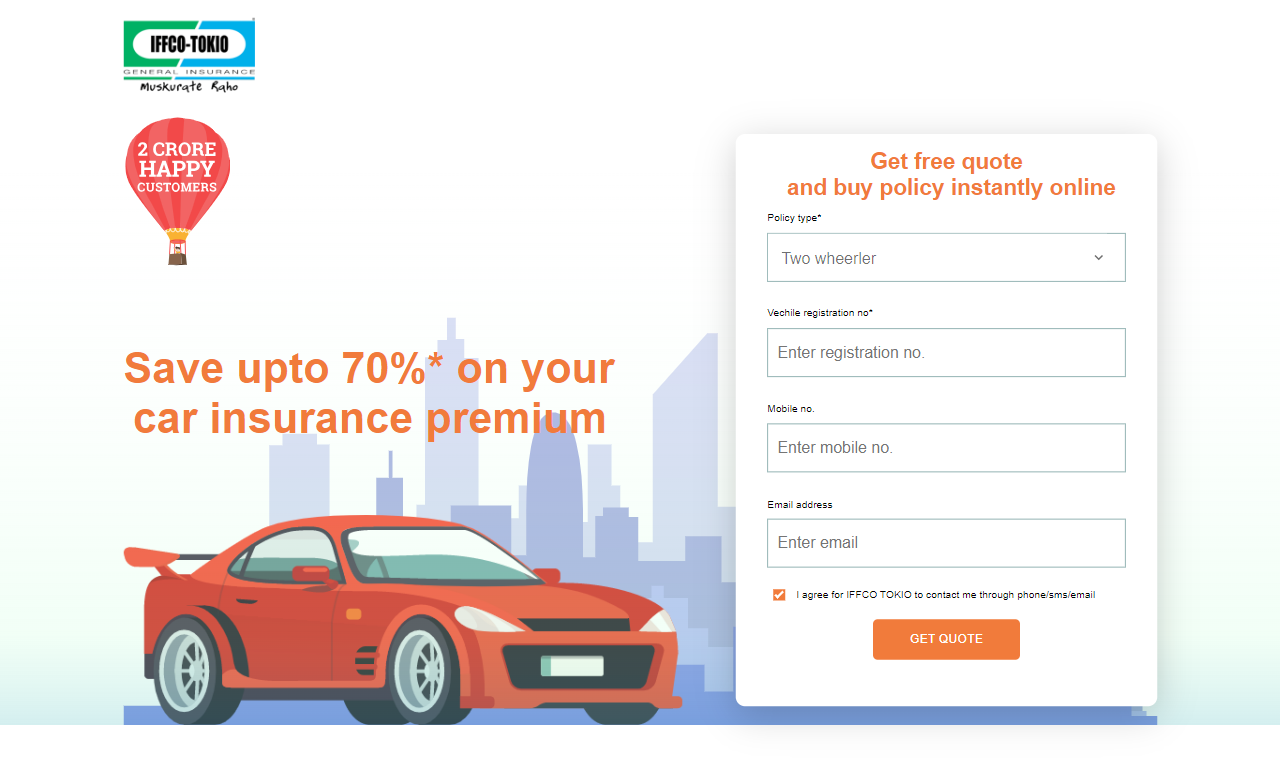 IFFCO-TOKIO
GENERAL INSURANCE
Muskurate Raho
2 CRORE
HAPPY
CUSTOMERS
Save upto 70%* on your
car insurance premium
Get free quote
and buy policy instantly online
Policy type*
Two wheerler
Vechile registration no*
Enter registration no.
Mobile no.
Enter mobile no.
Email address
Enter email
I agree for IFFCO TOKIO to contact me through phone/sms/email
GET QUOTE